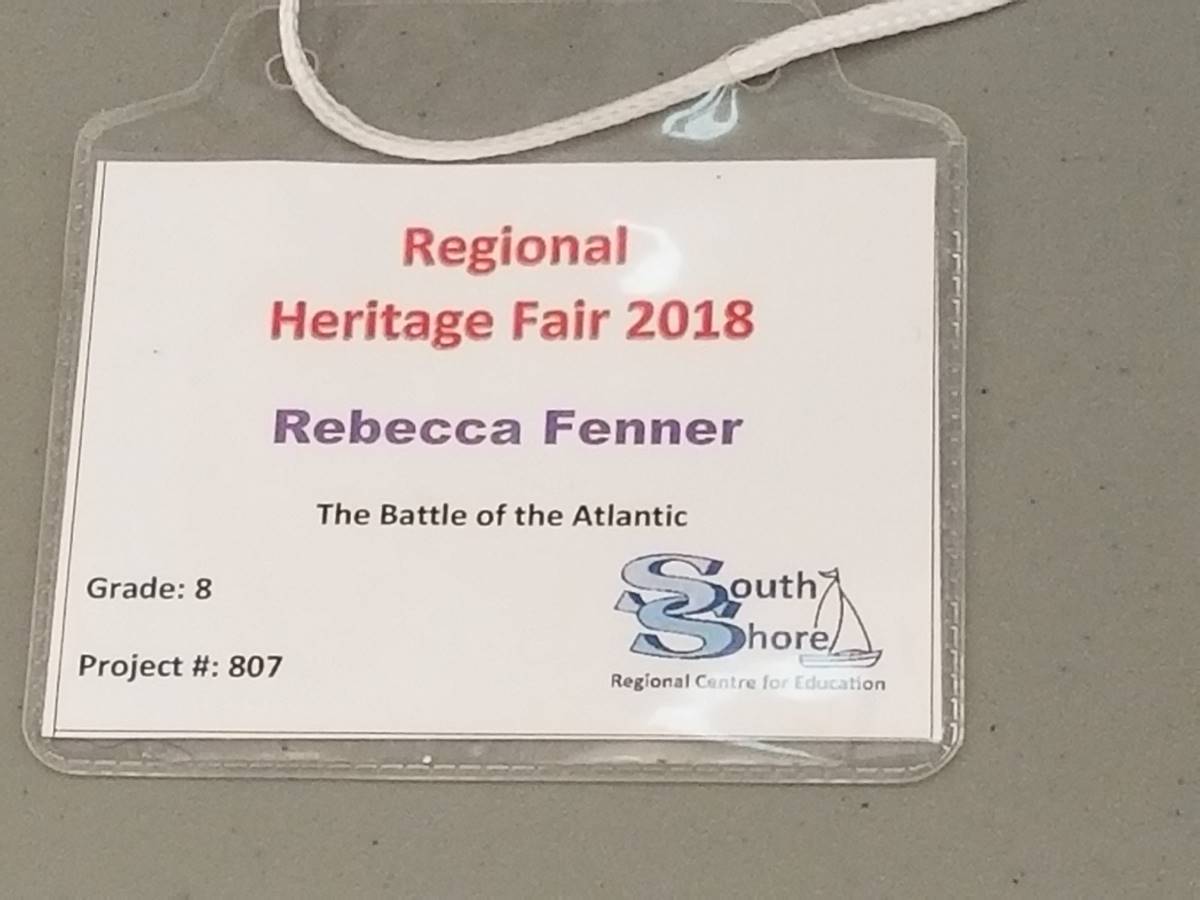 Regional
Heritage Fair 2018
Rebecca Fenner
The Battle of the Atlantic
Grade: 8
Project #: 807
South
Shore
Regional Centre for Education